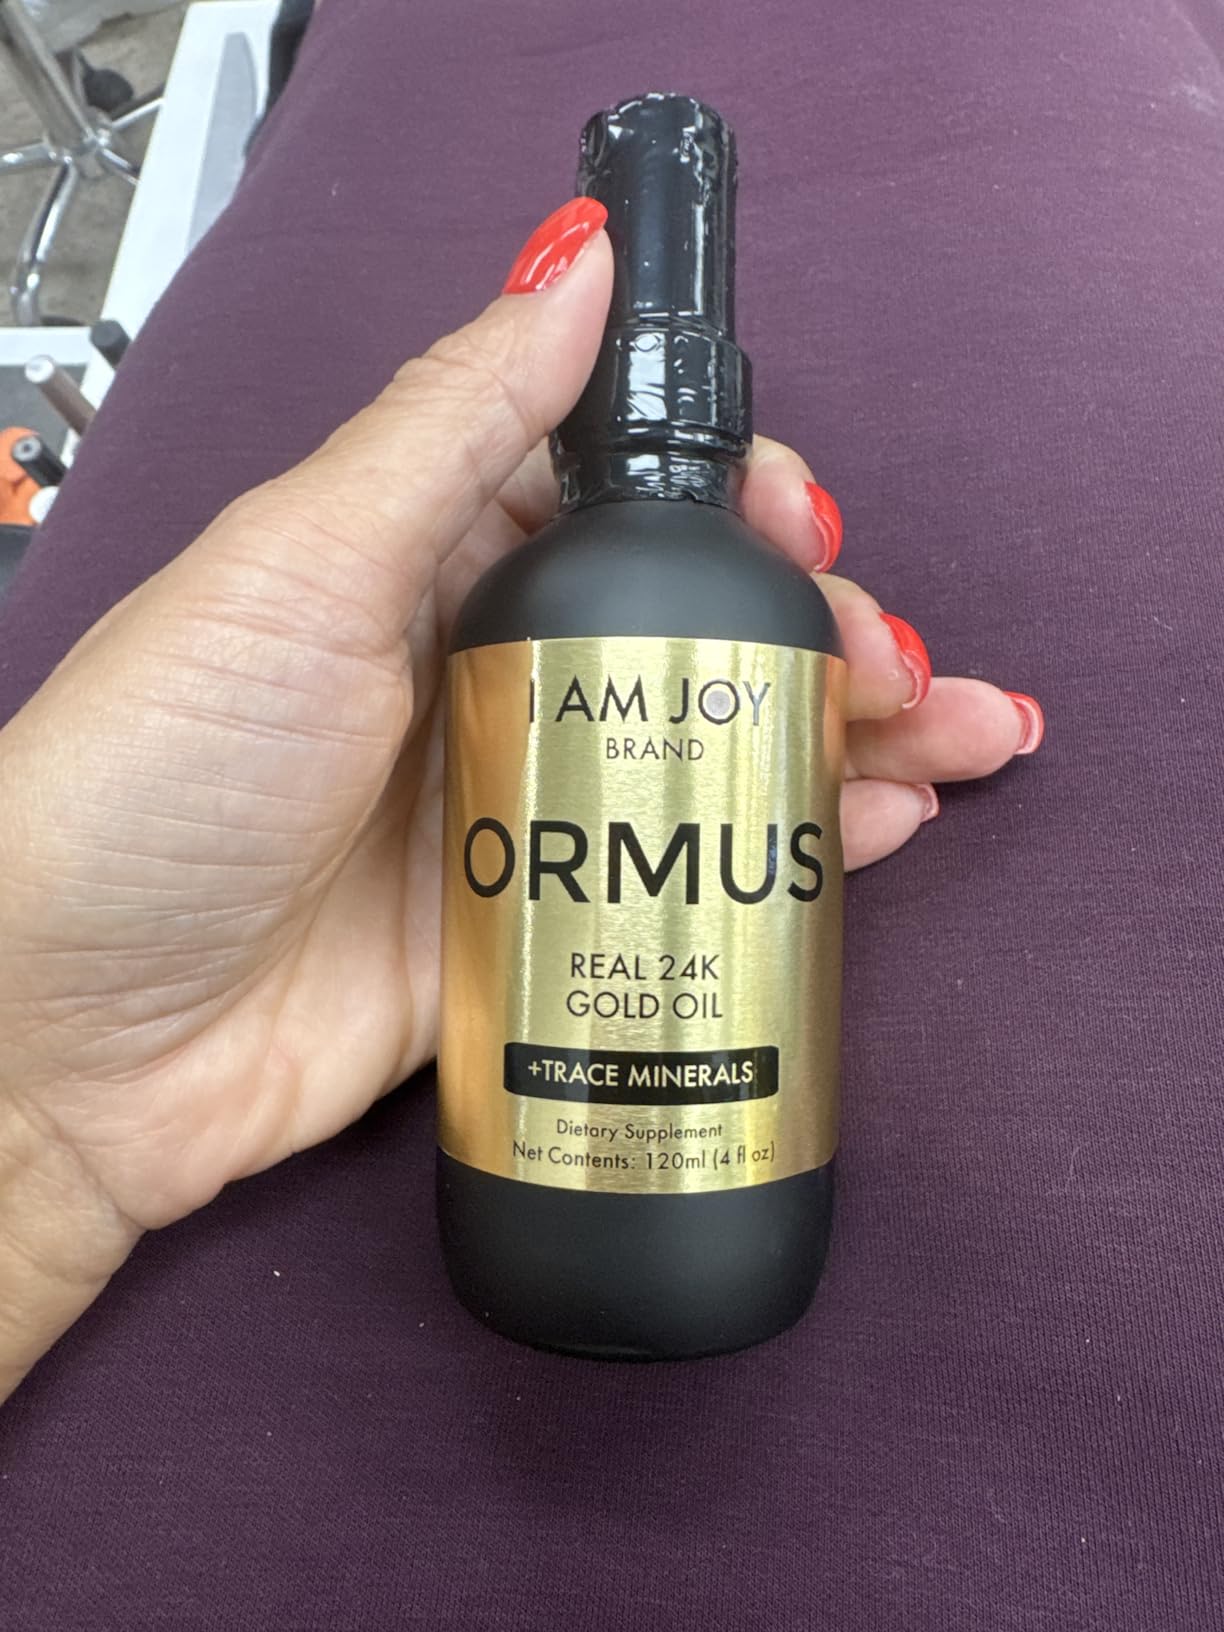 I AM JOY
BRAND
ORMUS
REAL 24K
GOLD OIL
+TRACE MINERALS
Dietary Supplement
Net Contents: 120ml (4 fl oz)